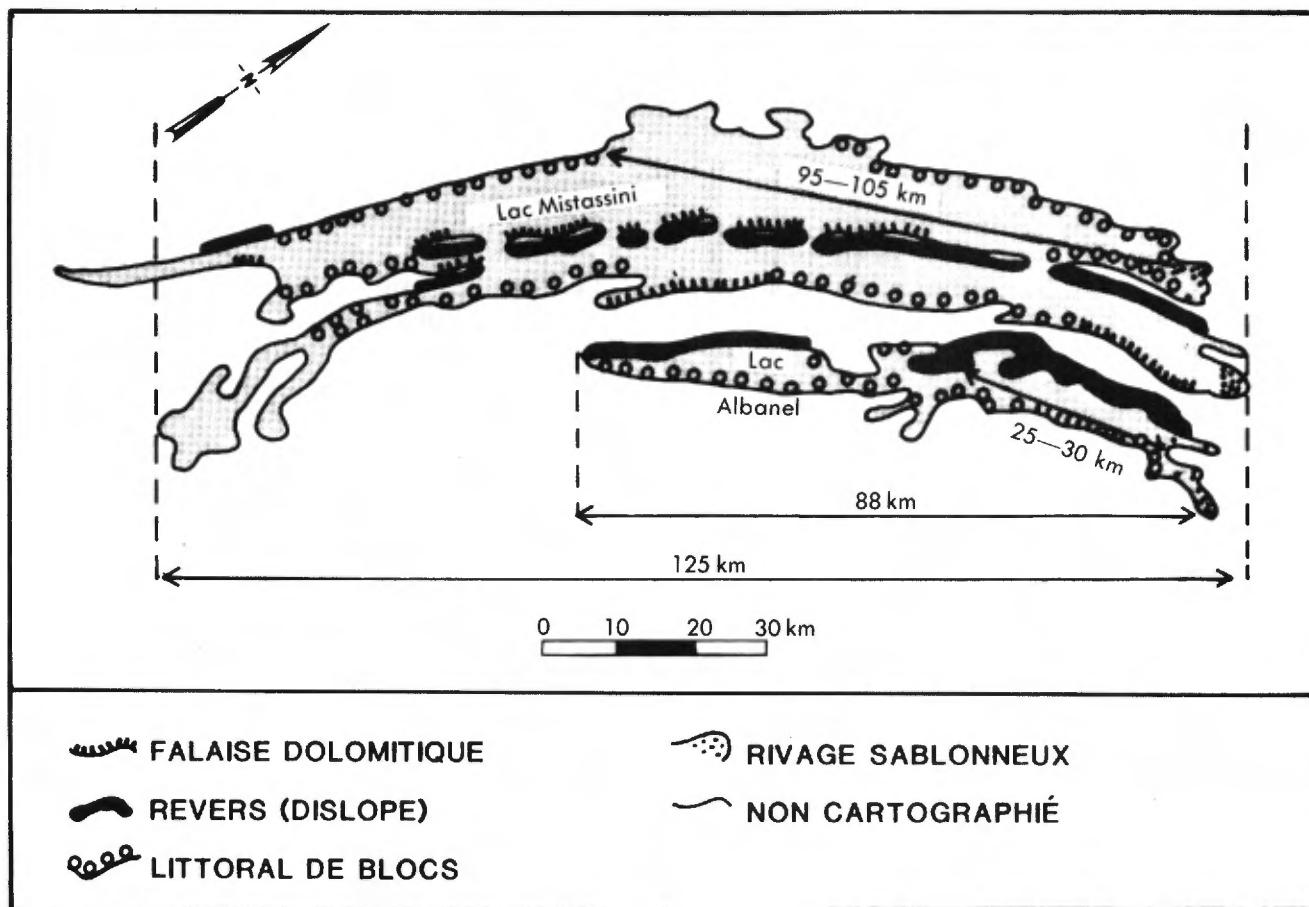 N
95—105 km
Lac Mistassini
Lac
Albanel
25—30 km
88 km
125 km
0 10 20 30 km
FALAISE DOLOMITIQUE
REVERS (DISLOPE)
LITTORAL DE BLOCS
RIVAGE SABLONNEUX
NON CARTOGRAPHIÉ